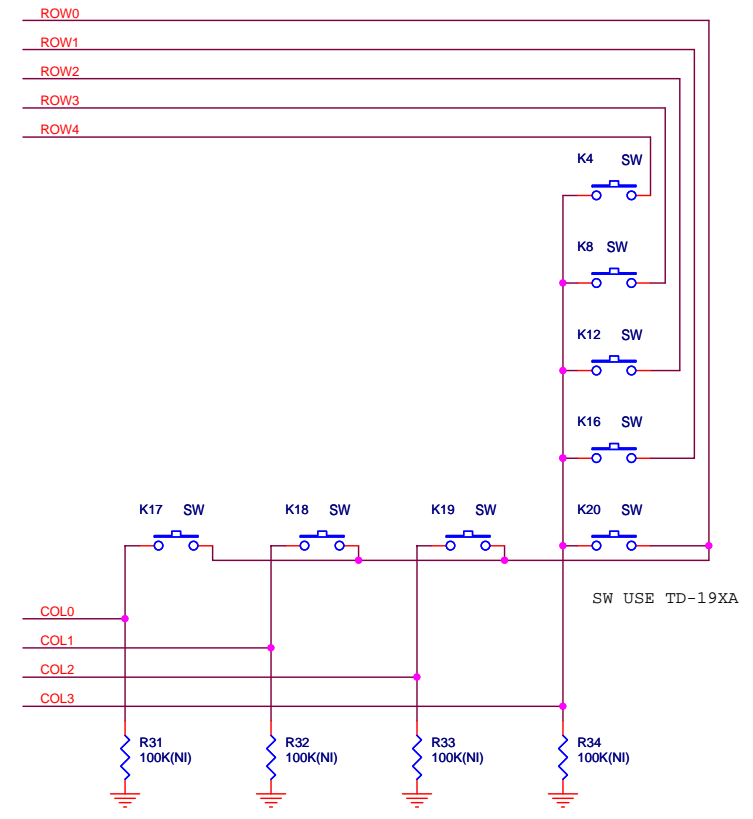 ROW0
ROW1
ROW2
ROW3
ROW4
K4 SW
K8 SW
K12 SW
K16 SW
K17 SW K18 SW K19 SW K20 SW
SW USE TD-19XA
COL0
COL1
COL2
COL3
R31 R32 R33 R34
100K(NI) 100K(NI) 100K(NI) 100K(NI)